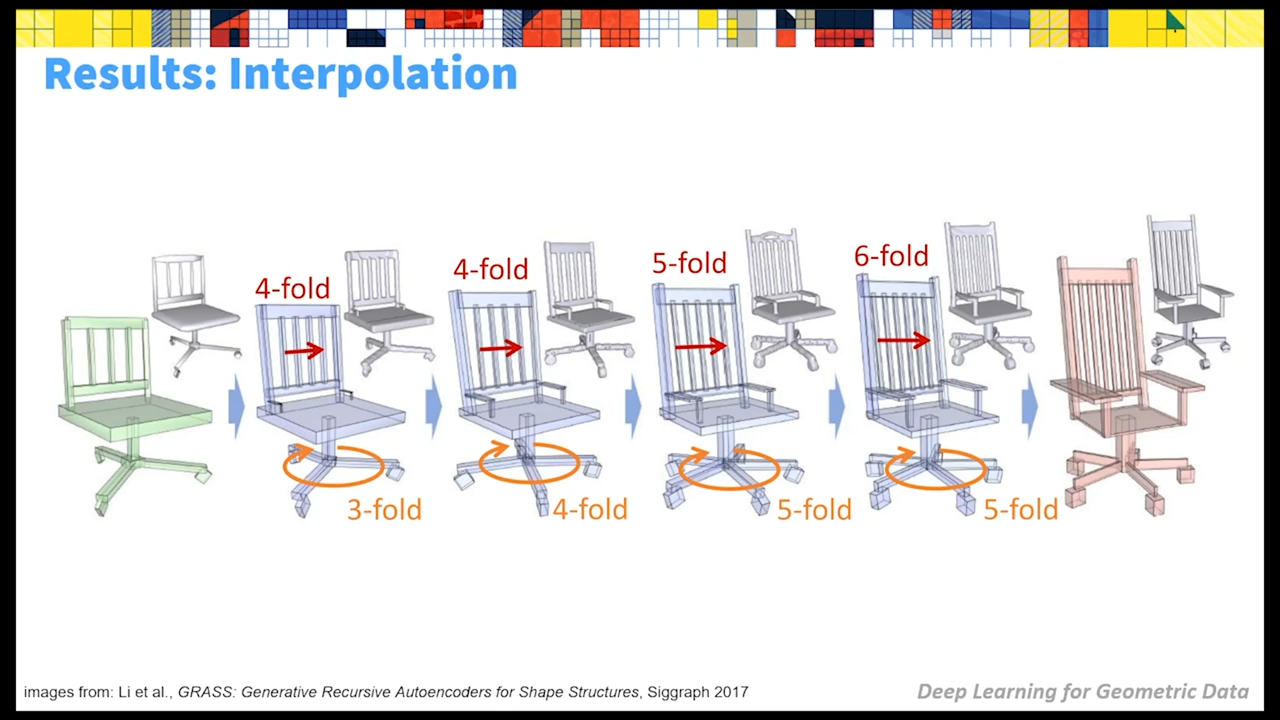 Results: Interpolation
4-fold
4-fold
5-fold
6-fold
3-fold
4-fold
5-fold
5-fold
images from: Li et al., GRASS: Generative Recursive Autoencoders for Shape Structures, Siggraph 2017
Deep Learning for Geometric Data